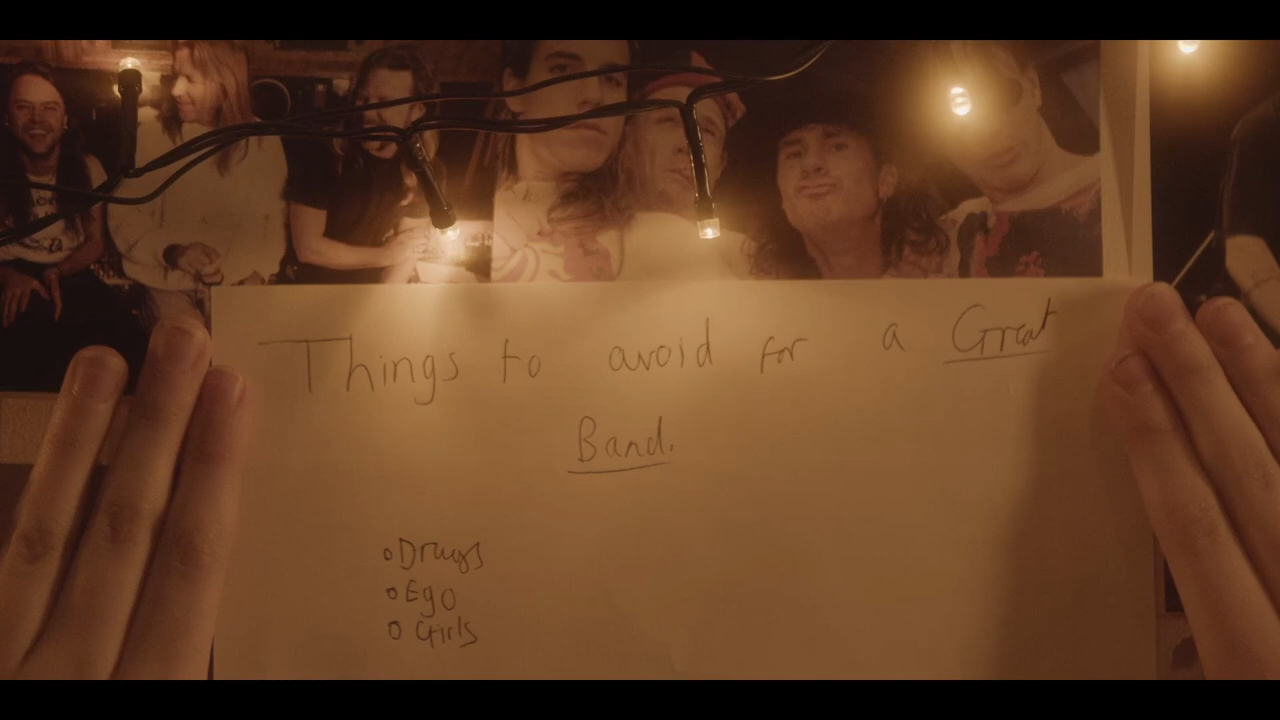 Things to avoid for a Great
Band.
o Drugs
o Ego
o Girls